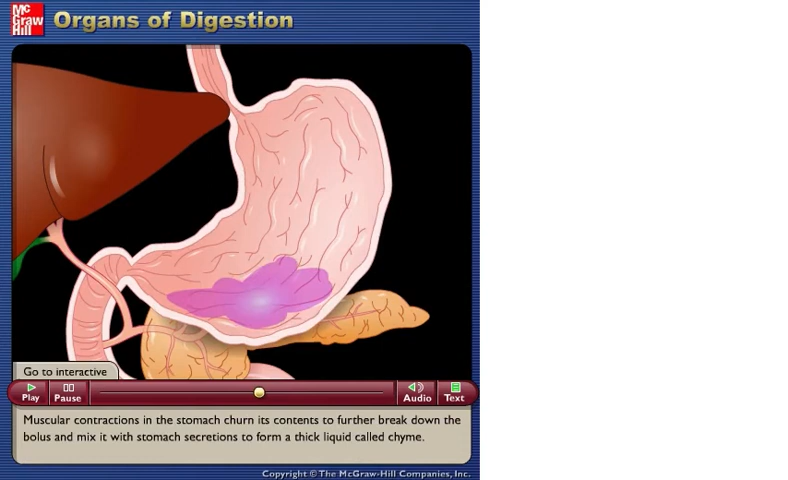 Mc
Graw
Hill
Organs of Digestion
Go to interactive
Play
Pause
Audio
Text
Muscular contractions in the stomach churn its contents to further break down the
bolus and mix it with stomach secretions to form a thick liquid called chyme.
Copyright © The McGraw-Hill Companies, Inc.